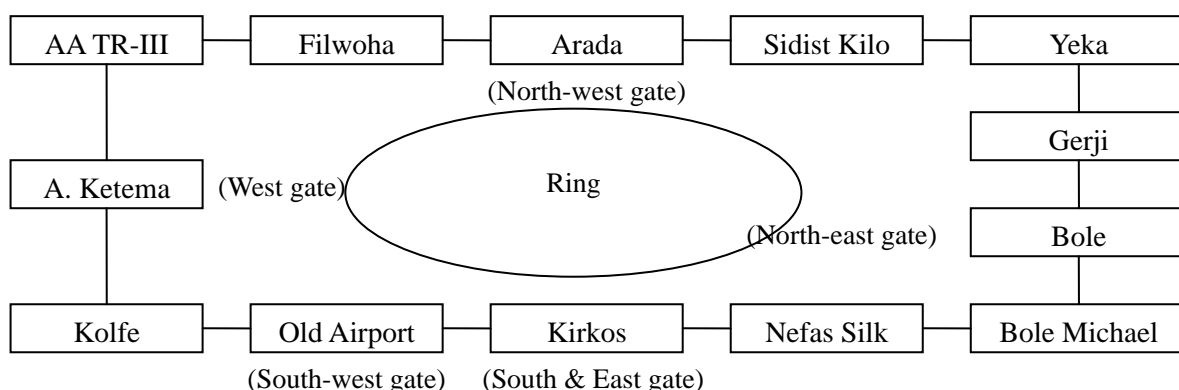 AA TR-III Filwoha Arada Sidist Kilo Yeka
(North-west gate)
Gerji
A. Ketema (West gate) Ring
(North-east gate) Bole
Kolfe Old Airport Kirkos Nefas Silk Bole Michael
(South-west gate) (South & East gate)